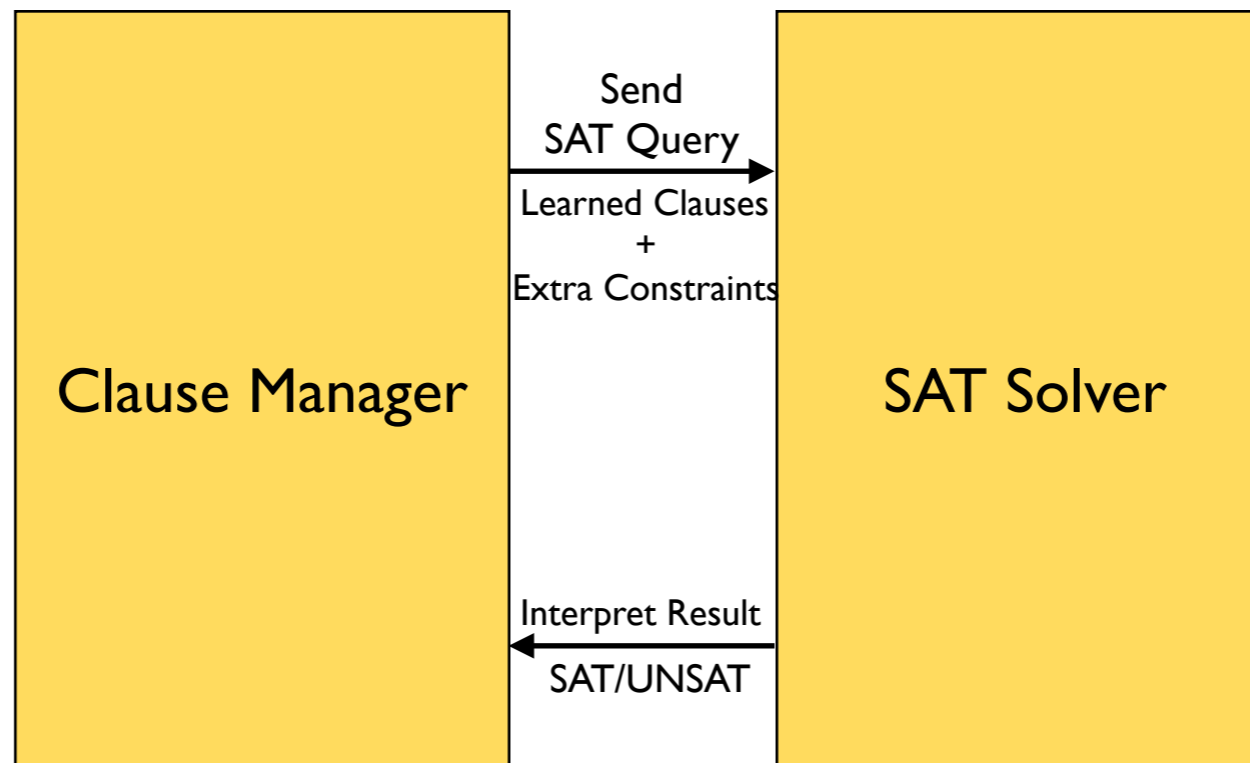 Send
SAT Query
Learned Clauses
+
Extra Constraints
Clause Manager
SAT Solver
Interpret Result
SAT/UNSAT